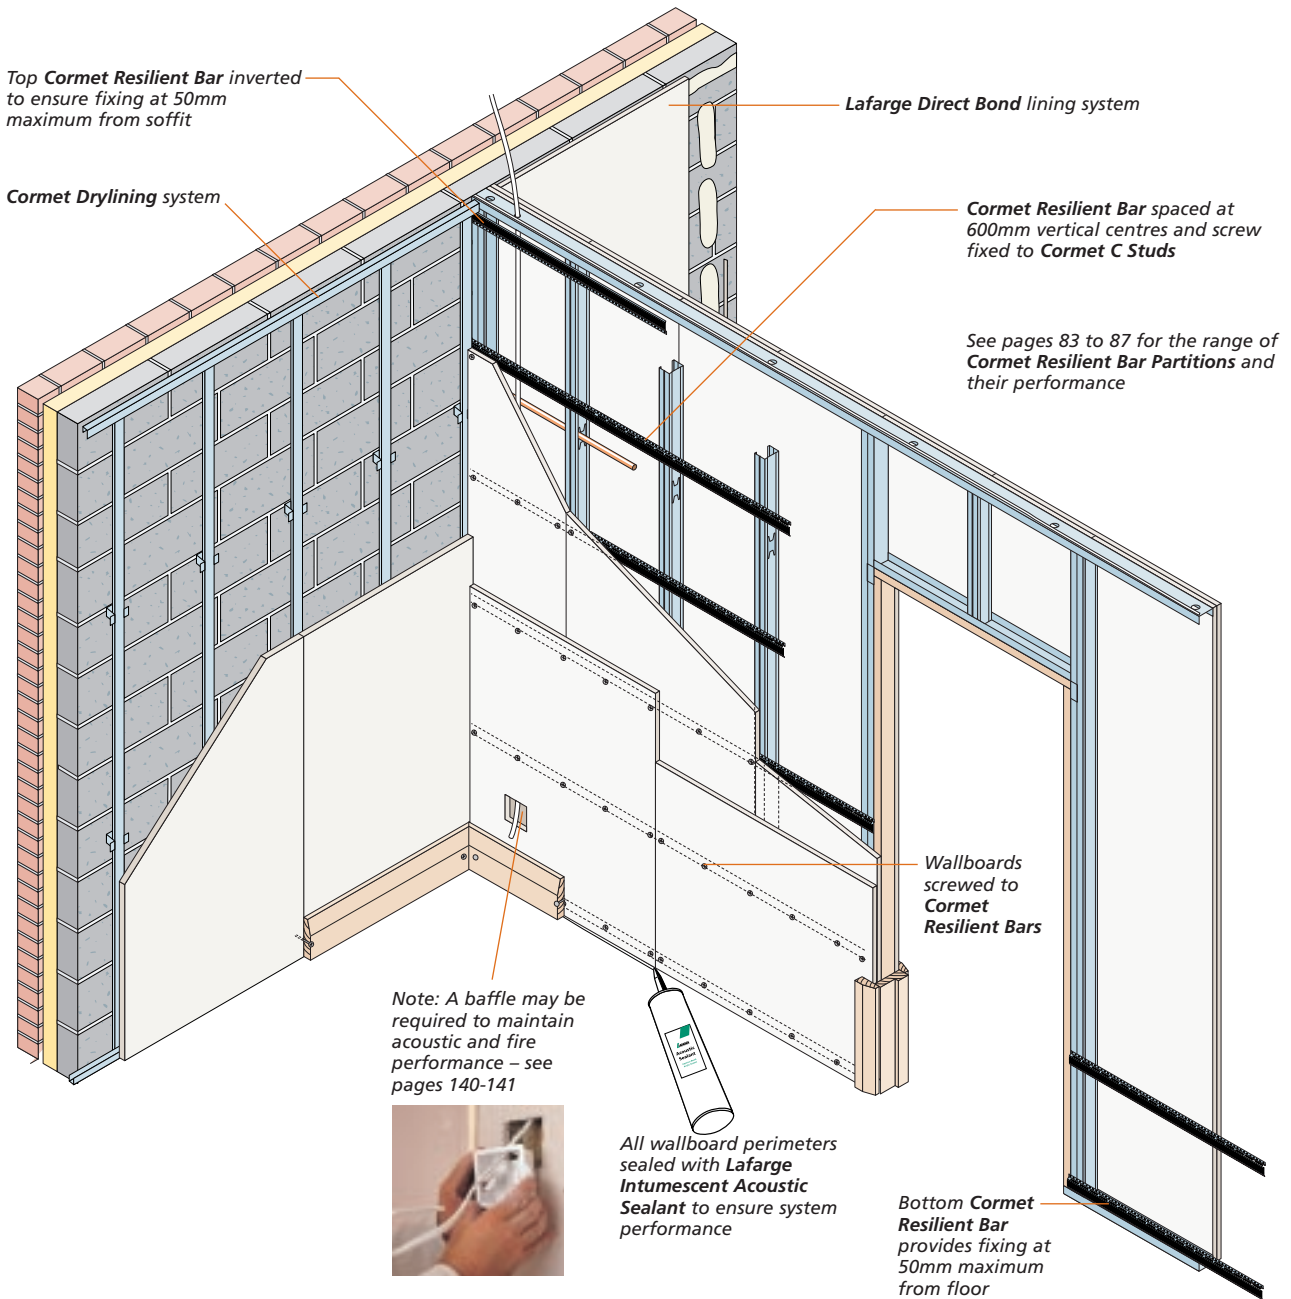 Top Cormet Resilient Bar inverted
to ensure fixing at 50mm
maximum from soffit
Lafarge Direct Bond lining system
Cormet Drylining system
Cormet Resilient Bar spaced at
600mm vertical centres and screw
fixed to Cormet C Studs
See pages 83 to 87 for the range of
Cormet Resilient Bar Partitions and
their performance
Wallboards
screwed to
Cormet
Resilient Bars
Note: A baffle may be
required to maintain
acoustic and fire
performance – see
pages 140-141
Acoustic
Sealant
All wallboard perimeters
sealed with Lafarge
Intumescent Acoustic
Sealant to ensure system
performance
Bottom Cormet
Resilient Bar
provides fixing at
50mm maximum
from floor